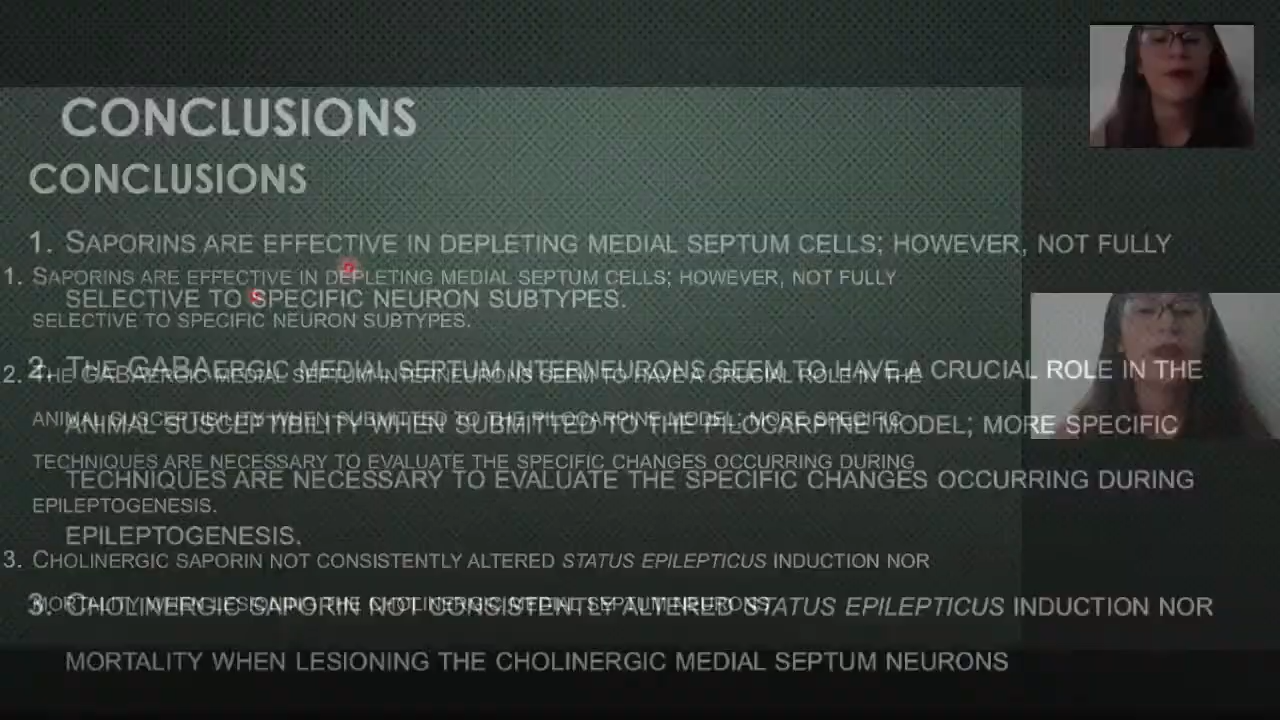 CONCLUSIONS
CONCLUSIONS
1. SAPORINS ARE EFFECTIVE IN DEPLETING MEDIAL SEPTUM CELLS; HOWEVER, NOT FULLY
1. SAPORINS ARE EFFECTIVE IN DEPLETING MEDIAL SEPTUM CELLS; HOWEVER, NOT FULLY
SELECTIVE TO SPECIFIC NEURON SUBTYPES.
SELECTIVE TO SPECIFIC NEURON SUBTYPES.
2. THE GABAERGIC MEDIAL SEPTUM INTERNEURONS SEEM TO HAVE A CRUCIAL ROLE IN THE
2. THE GABAERGIC MEDIAL SEPTUM INTERNEURONS SEEM TO HAVE A CRUCIAL ROLE IN THE
ANIMAL SUSCEPTIBILITY WHEN SUBMITTED TO THE PILOCARPINE MODEL; MORE SPECIFIC
ANIMAL SUSCEPTIBILITY WHEN SUBMITTED TO THE PILOCARPINE MODEL; MORE SPECIFIC
TECHNIQUES ARE NECESSARY TO EVALUATE THE SPECIFIC CHANGES OCCURRING DURING
TECHNIQUES ARE NECESSARY TO EVALUATE THE SPECIFIC CHANGES OCCURRING DURING
EPILEPTOGENESIS.
EPILEPTOGENESIS.
3. CHOLINERGIC SAPORIN NOT CONSISTENTLY ALTERED STATUS EPILEPTICUS INDUCTION NOR
MORTALITY WHEN LESIONING THE CHOLINERGIC MEDIAL SEPTUM NEURONS
3. CHOLINERGIC SAPORIN NOT CONSISTENTLY ALTERED STATUS EPILEPTICUS INDUCTION NOR
MORTALITY WHEN LESIONING THE CHOLINERGIC MEDIAL SEPTUM NEURONS